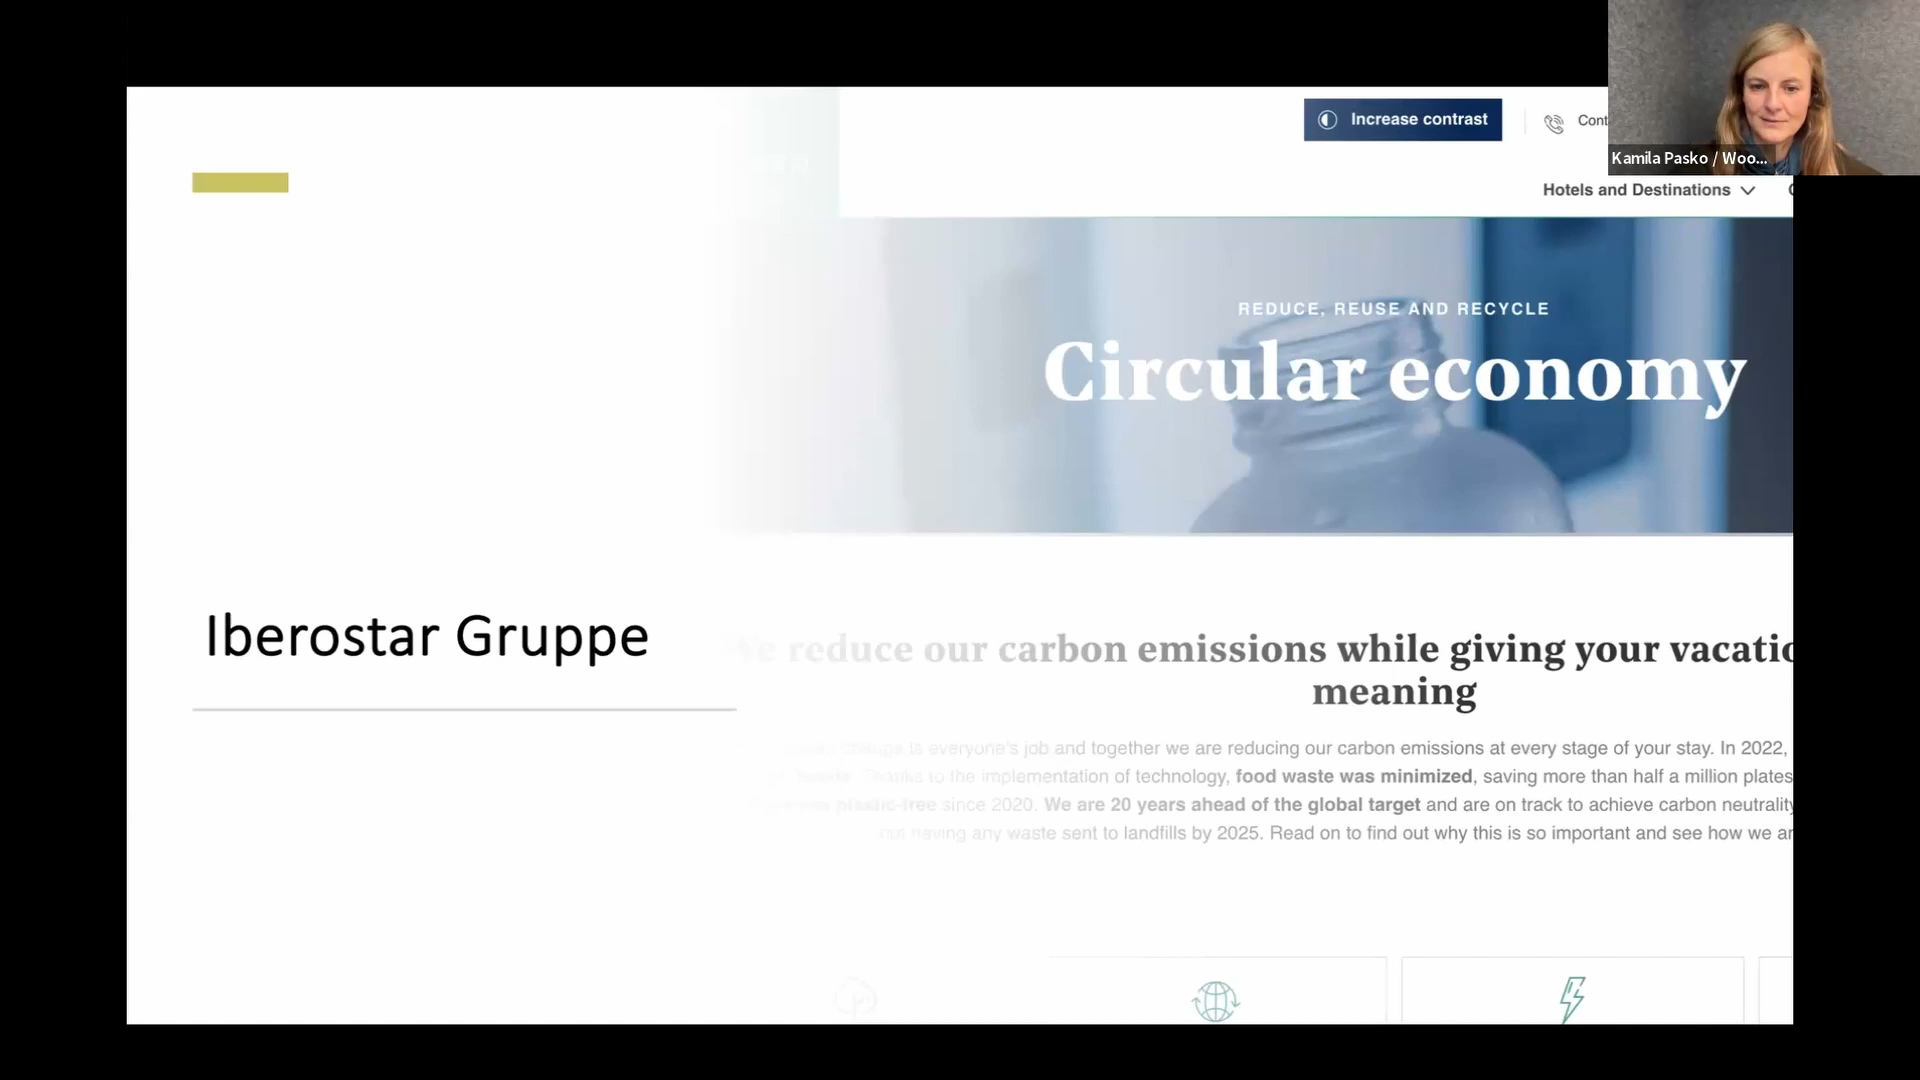 Increase contrast
Cont
Kamila Pasko / Woo...
Hotels and Destinations
REDUCE, REUSE AND RECYCLE
Circular economy
Iberostar Gruppe
We reduce our carbon emissions while giving your vacatio
meaning
change is everyone's job and together we are reducing our carbon emissions at every stage of your stay. In 2022,
Thanks to the implementation of technology, food waste was minimized, saving more than half a million plates
plastic-free since 2020. We are 20 years ahead of the global target and are on track to achieve carbon neutrality
not having any waste sent to landfills by 2025. Read on to find out why this is so important and see how we ar